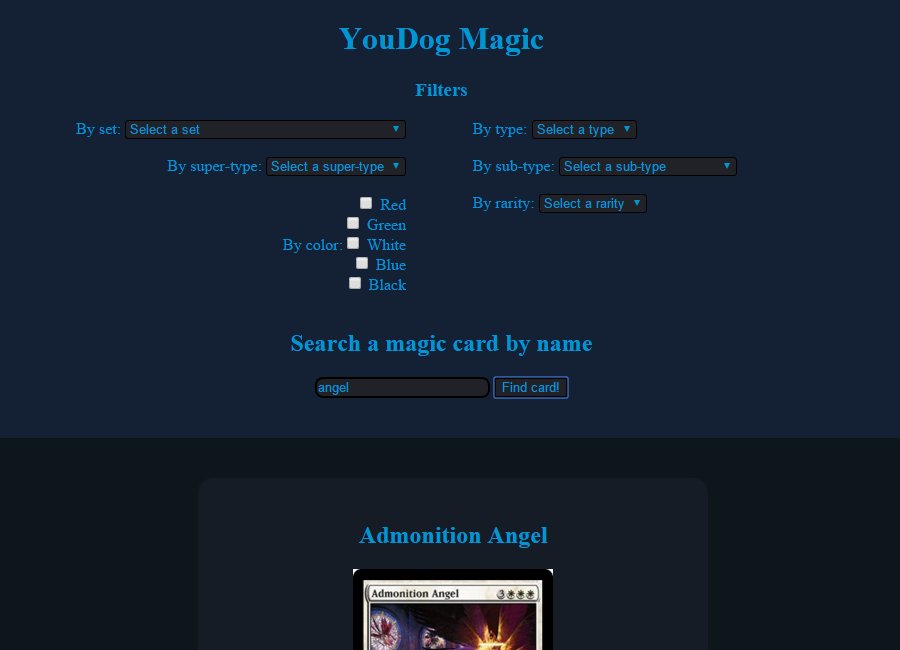 YouDog Magic
Filters
By set: Select a set
By type: Select a type
By super-type: Select a super-type
By sub-type: Select a sub-type
By color:
Red
Green
White
Blue
Black
By rarity: Select a rarity
Search a magic card by name
angel Find card!
Admonition Angel
Admonition Angel 3